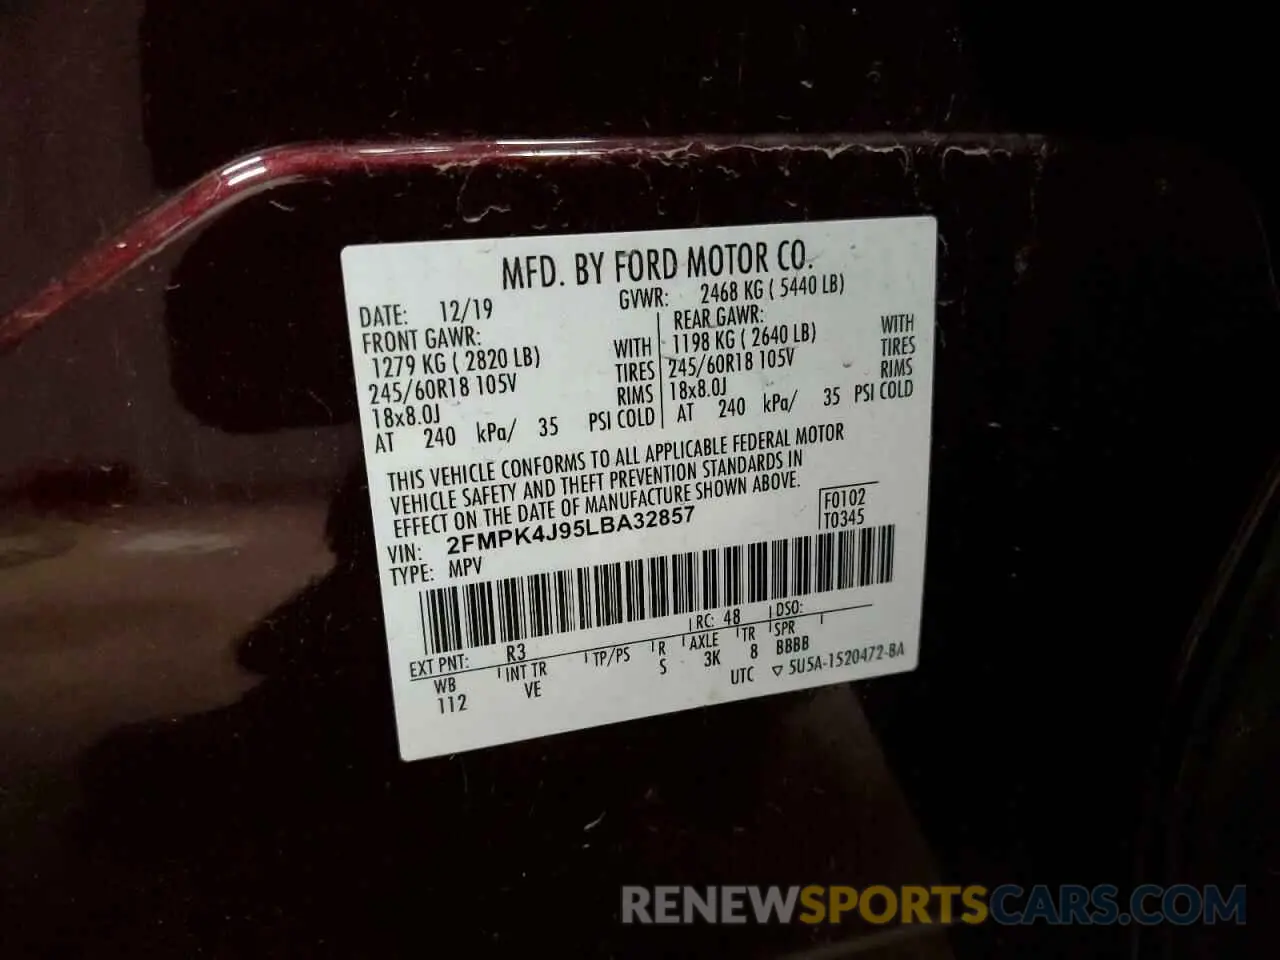 MFD. BY FORD MOTOR CO.
DATE: 12/19 GVWR: 2468 KG ( 5440 LB)
FRONT GAWR: REAR GAWR:
1279 KG ( 2820 LB) WITH 1198 KG ( 2640 LB) WITH
245/60R18 105V TIRES 245/60R18 105V TIRES
18x8.0J RIMS 18x8.0J RIMS
AT 240 kPa/ 35 PSI COLD AT 240 kPa/ 35 PSI COLD
THIS VEHICLE CONFORMS TO ALL APPLICABLE FEDERAL MOTOR
VEHICLE SAFETY AND THEFT PREVENTION STANDARDS IN
EFFECT ON THE DATE OF MANUFACTURE SHOWN ABOVE.
F0102
VIN: 2FMPK4J95LBA32857 T0345
TYPE: MPV
EXT PNT: R3 RC: 48 DSO:
WB INT TR TP/PS R AXLE TR SPR
112 VE S 3K 8 BBBB
UTC ▽ 5U5A-1520472-BA
RENEWSPORTSCARS.COM